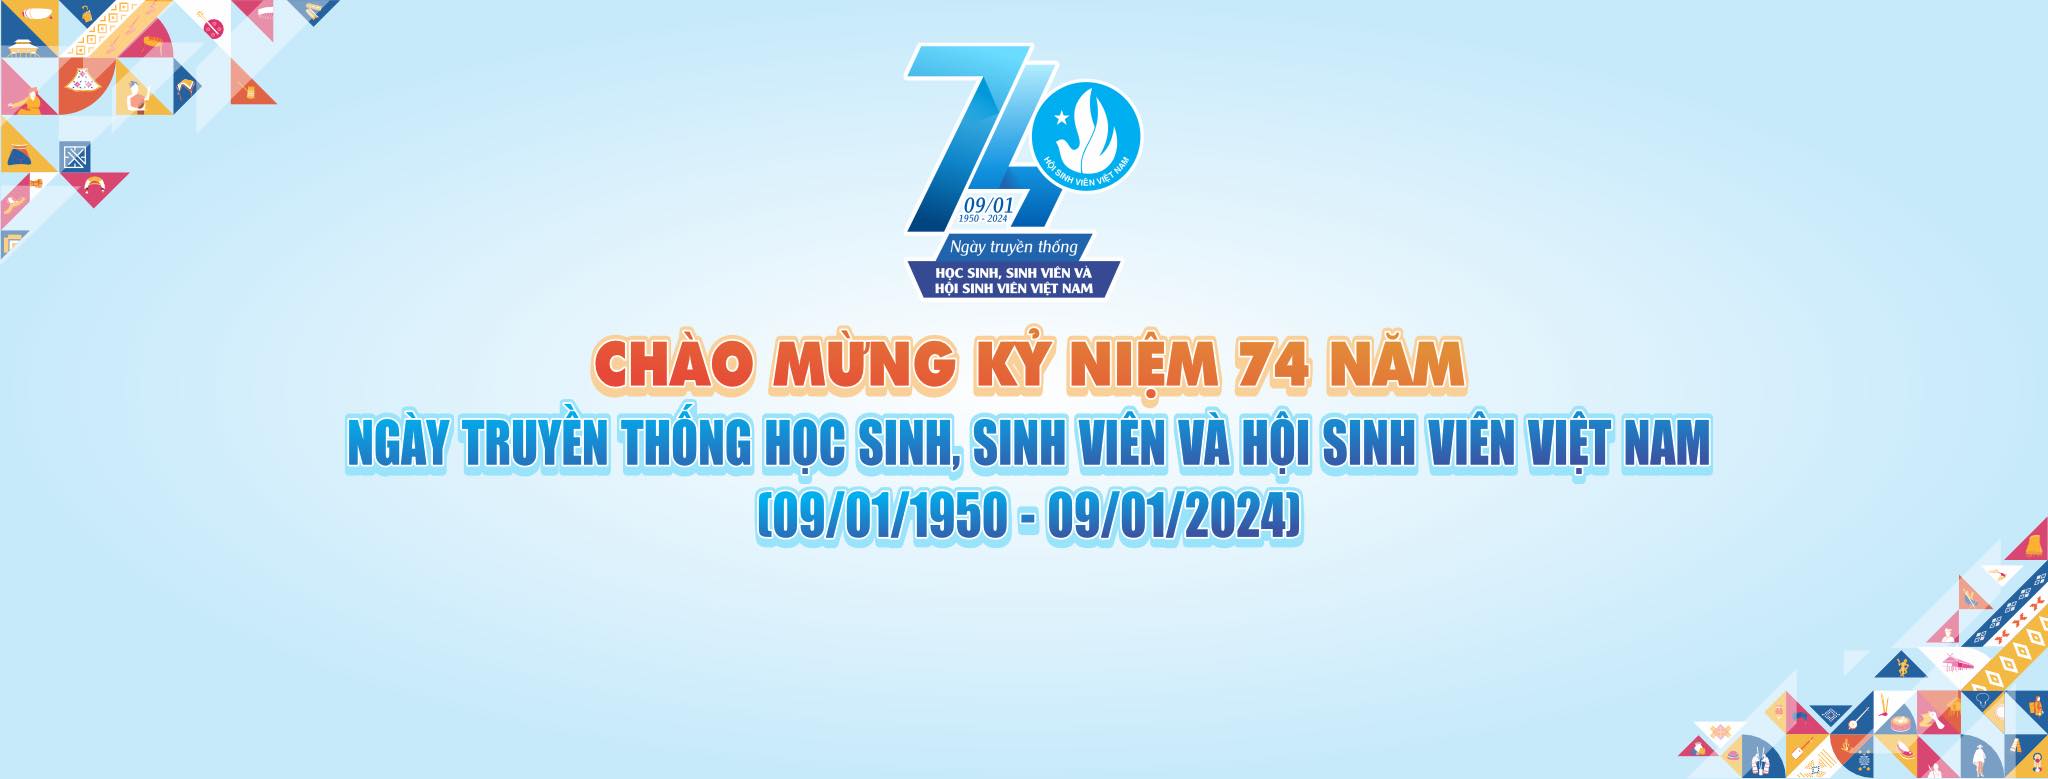 74
HỘI SINH VIÊN VIỆT NAM
09/01
1950 - 2024
Ngày truyền thống
HỌC SINH, SINH VIÊN VÀ
HỘI SINH VIÊN VIỆT NAM
CHÀO MỪNG KỶ NIỆM 74 NĂM
NGÀY TRUYỀN THỐNG HỌC SINH, SINH VIÊN VÀ HỘI SINH VIÊN VIỆT NAM
(09/01/1950 - 09/01/2024)